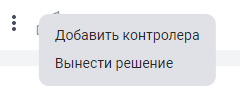 Добавить контролера
Вынести решение